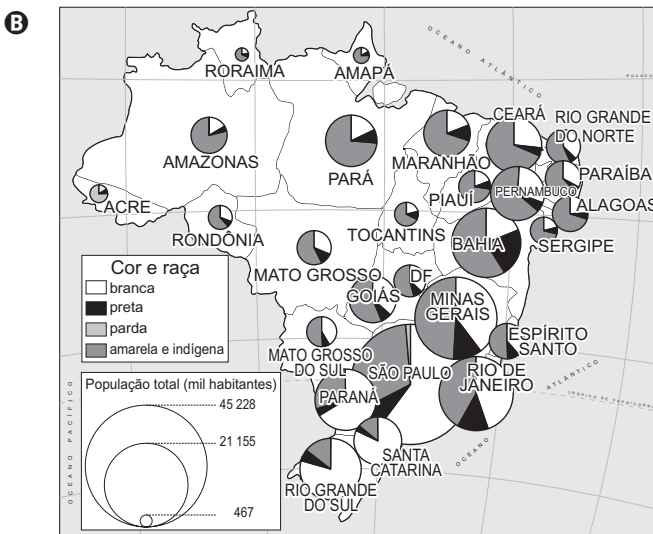 B
OCEANO ATLÂNTICO
RORAIMA
AMAPÁ
CEARÁ
RIO GRANDE
DO NORTE
AMAZONAS
PARÁ
MARANHÃO
PARAÍBA
PIAUÍ
PERNAMBUCO
ALAGOAS
ACRE
RONDÔNIA
TOCANTINS
BAHIA
SERGIPE
MATO GROSSO
DF
GOIÁS
MINAS
GERAIS
ESPÍRITO
SANTO
MATO GROSSO
DO SUL
SÃO PAULO
RIO DE
JANEIRO
PARANÁ
SANTA
CATARINA
RIO GRANDE
DO SUL
Cor e raça
branca
preta
parda
amarela e indígena
População total (mil habitantes)
45 228
21 155
467
OCEANO PACÍFICO
OCEANO
ATLÂNTICO
TRÓPICO DE CAPRICÓRNIO